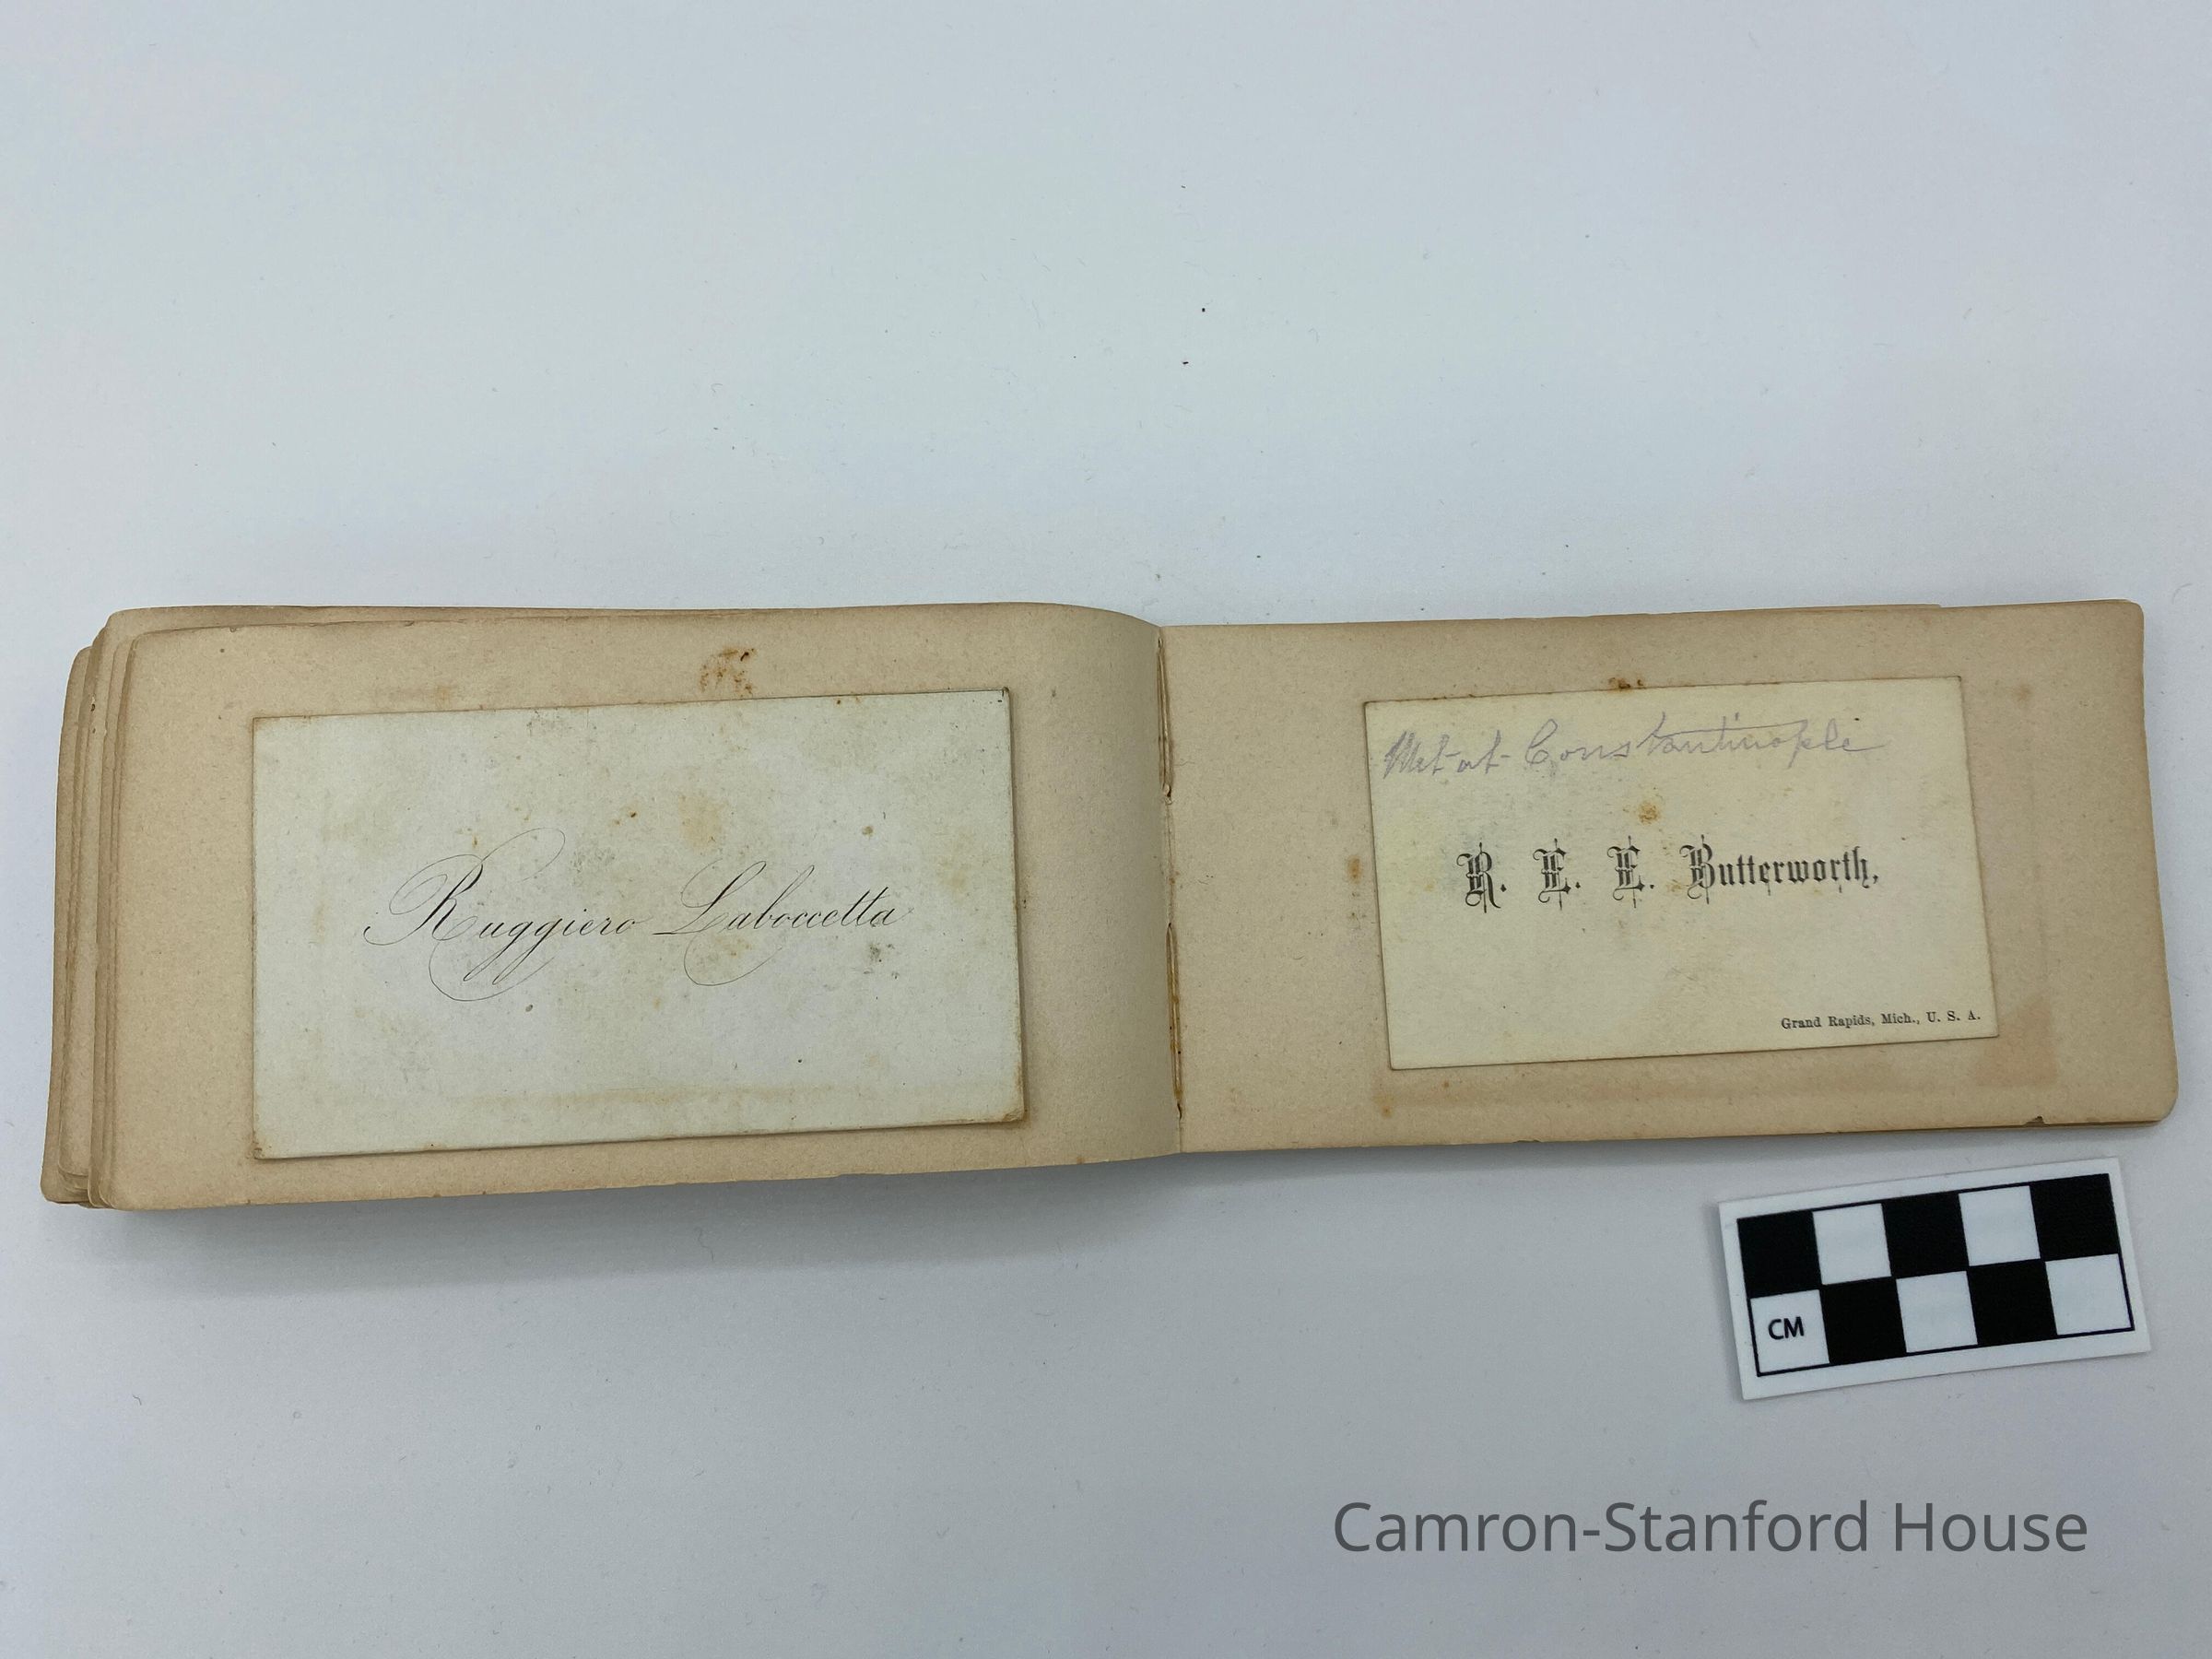 Ruggiero Laboccetta
Met at Constantinople
R. E. E. Butterworth,
Grand Rapids, Mich., U. S. A.
CM
Camron-Stanford House